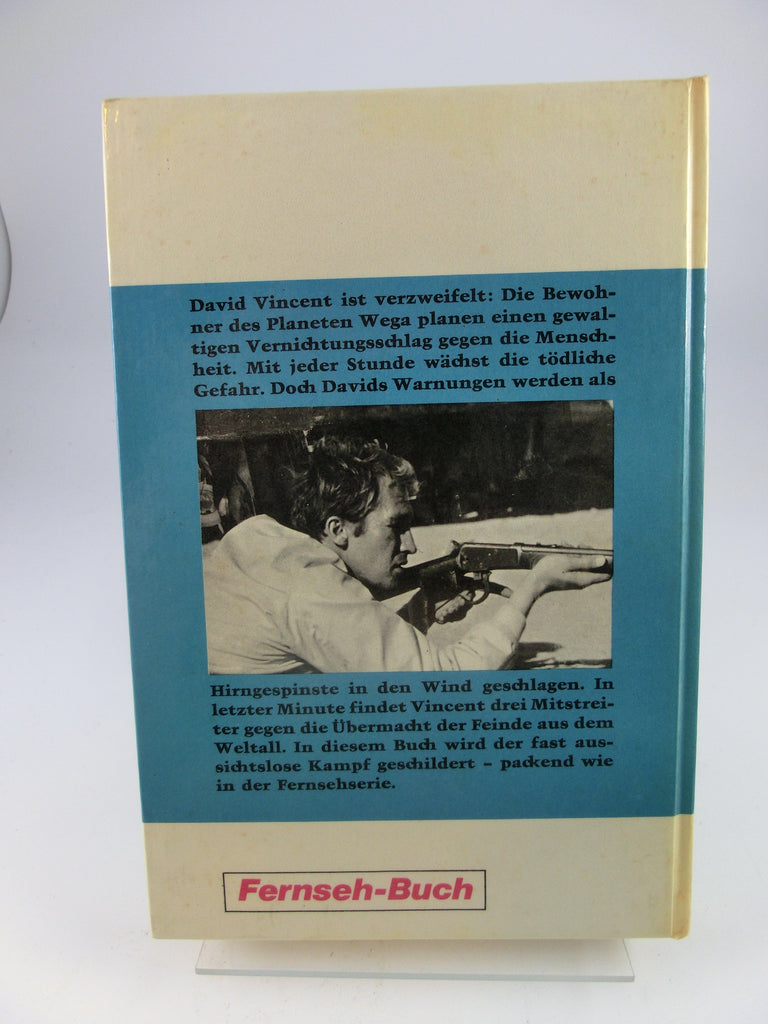 David Vincent ist verzweifelt: Die Bewoh-
ner des Planeten Wega planen einen gewal-
tigen Vernichtungsschlag gegen die Mensch-
heit. Mit jeder Stunde wächst die tödliche
Gefahr. Doch Davids Warnungen werden als
Hirngespinste in den Wind geschlagen. In
letzter Minute findet Vincent drei Mitstrei-
ter gegen die Übermacht der Feinde aus dem
Weltall. In diesem Buch wird der fast aus-
sichtslose Kampf geschildert – packend wie
in der Fernsehserie.
Fernseh-Buch